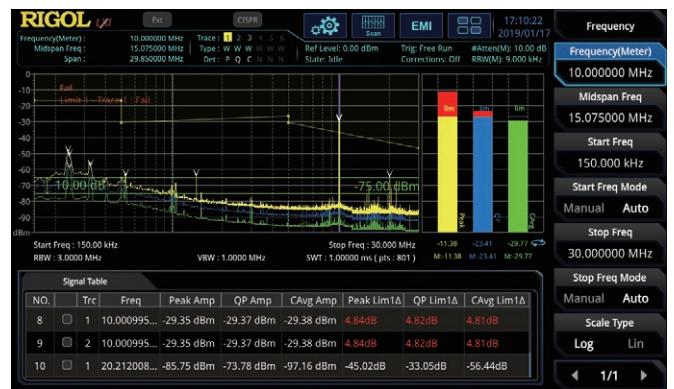 RIGOL LXI Ext CISPR Scan EMI 17:10:22 2019/01/17
Frequency(Meter) : 10.000000 MHz Trace : 1 2 3 4 5 6
Midspan Freq : 15.075000 MHz Type : W W W W W W Ref Level: 0.00 dBm Trig: Free Run #Atten(M): 10.00 dB
Span : 29.850000 MHz Det : P Q C N N N State: Idle Corrections: Off RBW(M): 9.000 kHz
0
-10
-20
-30
-40
-50
-60
-70
-80
-90
dBm
Fail
Limit 1 - Trace 1 : Fail.
10.00 dB
-75.00 dBm
lim lim lim
Peak QP CAvg
Start Freq : 150.00 kHz Stop Freq : 30.000 MHz -11.38 -23.41 -29.77
RBW : 3.0000 MHz VBW : 1.0000 MHz SWT : 1.00000 ms ( pts : 801 ) M:-11.38 M:-23.41 M:-29.77
Signal Table
NO. Trc Freq Peak Amp QP Amp CAvg Amp Peak Lim1Δ QP Lim1Δ CAvg Lim1Δ
8 1 10.000995... -29.35 dBm -29.37 dBm -29.38 dBm 4.84dB 4.82dB 4.81dB
9 2 10.000995... -29.35 dBm -29.37 dBm -29.38 dBm 4.84dB 4.82dB 4.81dB
10 1 20.212008... -85.75 dBm -73.78 dBm -97.16 dBm -45.02dB -33.05dB -56.44dB
Frequency
Frequency(Meter)
10.000000 MHz
Midspan Freq
15.075000 MHz
Start Freq
150.000 kHz
Start Freq Mode
Manual Auto
Stop Freq
30.000000 MHz
Stop Freq Mode
Manual Auto
Scale Type
Log Lin
1/1